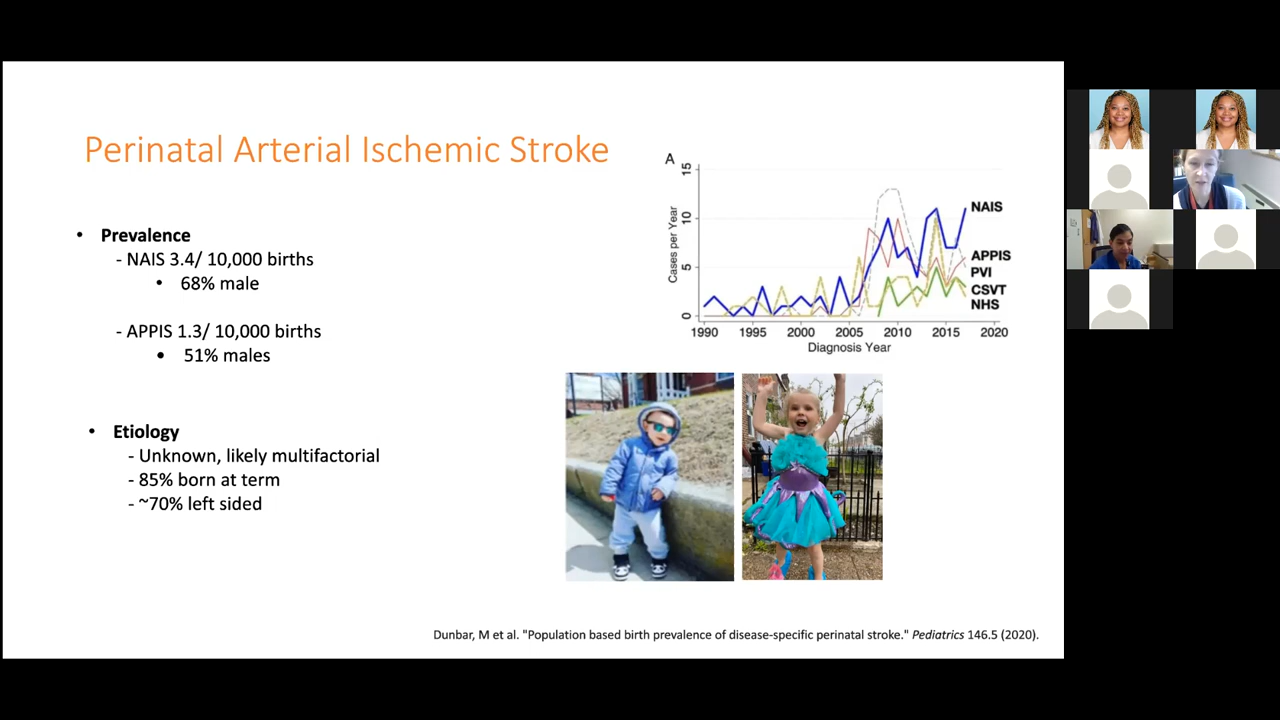 Perinatal Arterial Ischemic Stroke
• Prevalence
- NAIS 3.4/ 10,000 births
• 68% male
- APPIS 1.3/ 10,000 births
• 51% males
• Etiology
- Unknown, likely multifactorial
- 85% born at term
- ~70% left sided
A
Cases per Year
15
10
5
0
1990 1995 2000 2005 2010 2015 2020
Diagnosis Year
NAIS
APPIS
PVI
CSVT
NHS
Dunbar, M et al. "Population based birth prevalence of disease-specific perinatal stroke." Pediatrics 146.5 (2020).